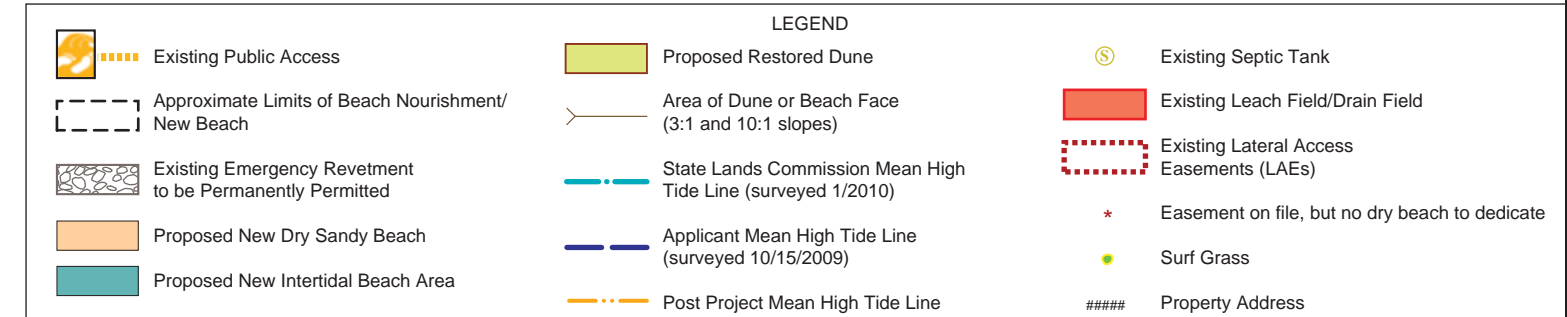 LEGEND
Existing Public Access
Approximate Limits of Beach Nourishment/
New Beach
Existing Emergency Revetment
to be Permanently Permitted
Proposed New Dry Sandy Beach
Proposed New Intertidal Beach Area
Proposed Restored Dune
Area of Dune or Beach Face
(3:1 and 10:1 slopes)
State Lands Commission Mean High
Tide Line (surveyed 1/2010)
Applicant Mean High Tide Line
(surveyed 10/15/2009)
Post Project Mean High Tide Line
S Existing Septic Tank
Existing Leach Field/Drain Field
Existing Lateral Access
Easements (LAEs)
* Easement on file, but no dry beach to dedicate
Surf Grass
##### Property Address